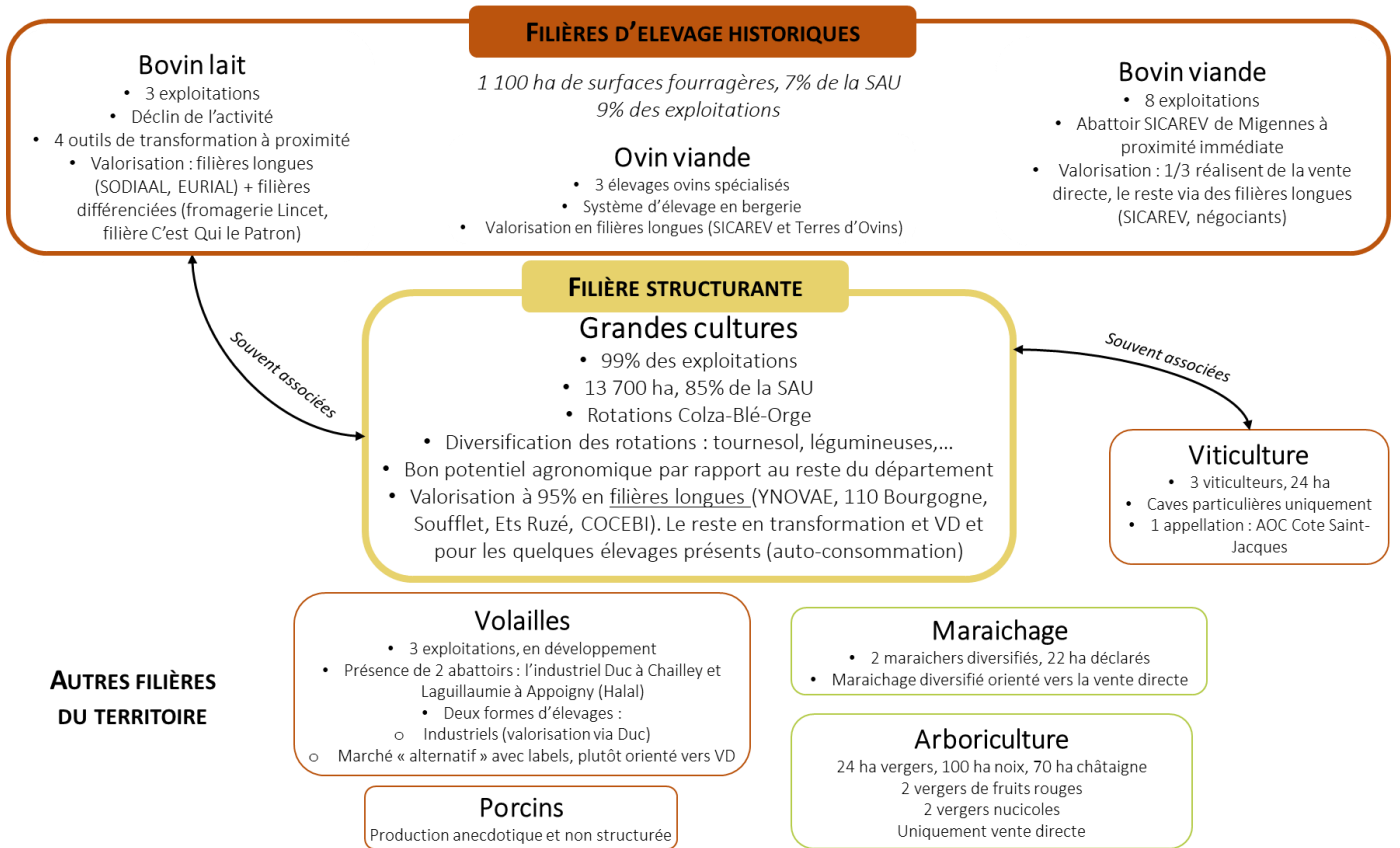 FILIÈRES D'ELEVAGE HISTORIQUES
Bovin lait
• 3 exploitations
• Déclin de l'activité
• 4 outils de transformation à proximité
• Valorisation : filières longues
(SODIAAL, EURIAL) + filières
différenciées (fromagerie Lincet,
filière C'est Qui le Patron)
1 100 ha de surfaces fourragères, 7% de la SAU
9% des exploitations
Ovin viande
• 3 élevages ovins spécialisés
• Système d'élevage en bergerie
• Valorisation en filières longues (SICAREV et Terres d'Ovins)
Bovin viande
• 8 exploitations
• Abattoir SICAREV de Migennes à
proximité immédiate
• Valorisation : 1/3 réalisent de la vente
directe, le reste via des filières longues
(SICAREV, négociants)
Souvent associées
FILIÈRE STRUCTURANTE
Grandes cultures
• 99% des exploitations
• 13 700 ha, 85% de la SAU
• Rotations Colza-Blé-Orge
• Diversification des rotations : tournesol, légumineuses,...
• Bon potentiel agronomique par rapport au reste du département
• Valorisation à 95% en filières longues (YNOVAE, 110 Bourgogne,
Soufflet, Ets Ruzé, COCEBI). Le reste en transformation et VD et
pour les quelques élevages présents (auto-consommation)
Souvent associées
Viticulture
• 3 viticulteurs, 24 ha
• Caves particulières uniquement
• 1 appellation : AOC Cote Saint-
Jacques
AUTRES FILIÈRES
DU TERRITOIRE
Volailles
• 3 exploitations, en développement
• Présence de 2 abattoirs : l'industriel Duc à Chailley et
Laguillaumie à Appoigny (Halal)
• Deux formes d'élevages :
o Industriels (valorisation via Duc)
o Marché « alternatif » avec labels, plutôt orienté vers VD
Porcins
Production anecdotique et non structurée
Maraichage
• 2 maraichers diversifiés, 22 ha déclarés
• Maraichage diversifié orienté vers la vente directe
Arboriculture
24 ha vergers, 100 ha noix, 70 ha châtaigne
2 vergers de fruits rouges
2 vergers nucicoles
Uniquement vente directe